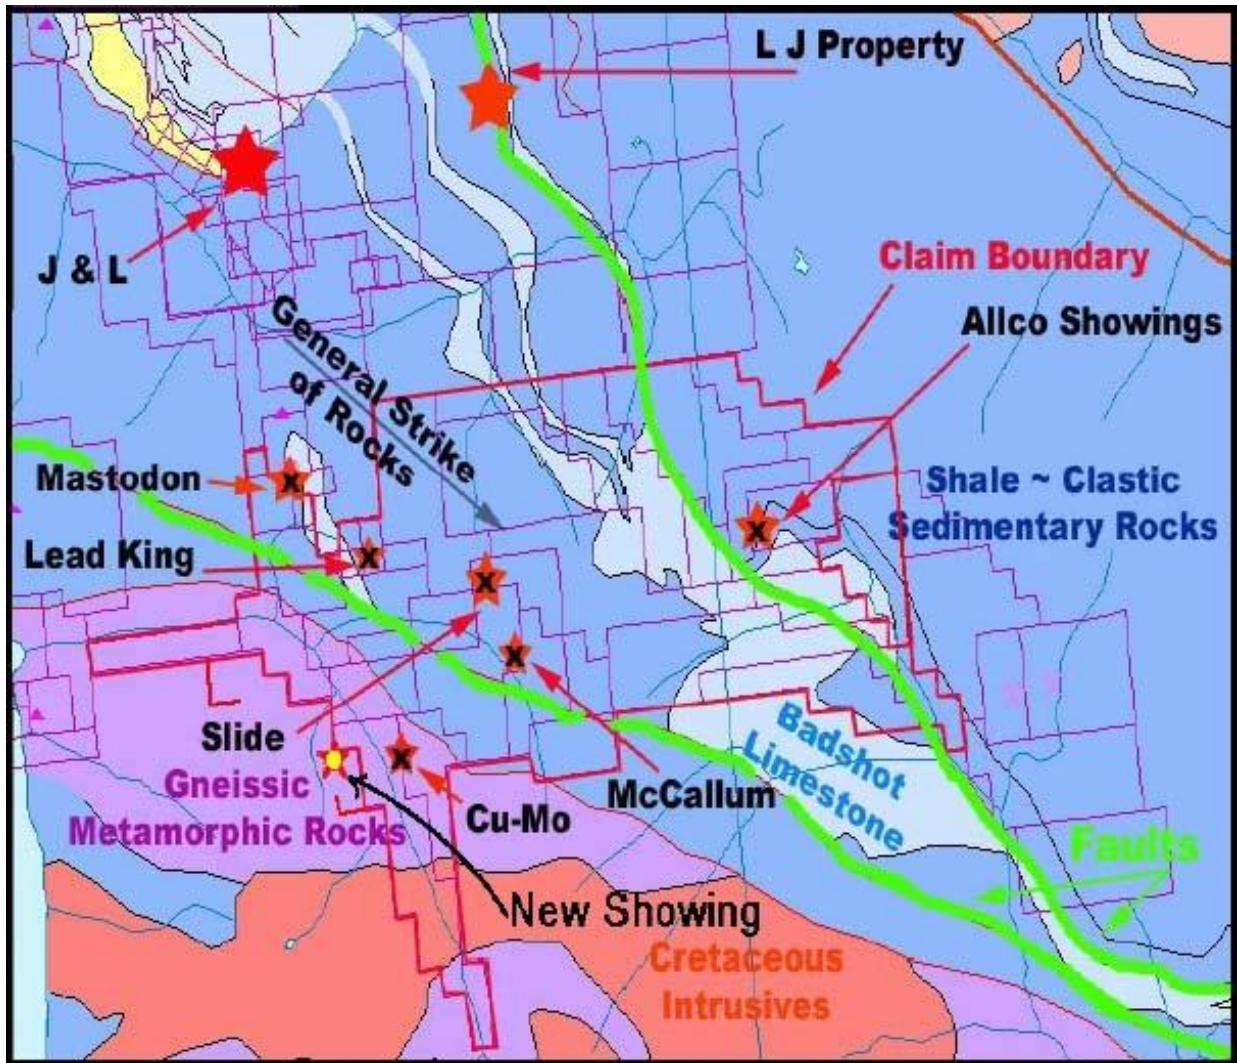 L J Property
J & L
Claim Boundary
Allco Showings
General Strike
of Rocks
Mastodon
Shale ~ Clastic
Sedimentary Rocks
Lead King
Slide
Gneissic
Metamorphic Rocks
McCallum
Cu-Mo
Badshot
Limestone
Faults
New Showing
Cretaceous
Intrusives
x
x
x
x
x
x